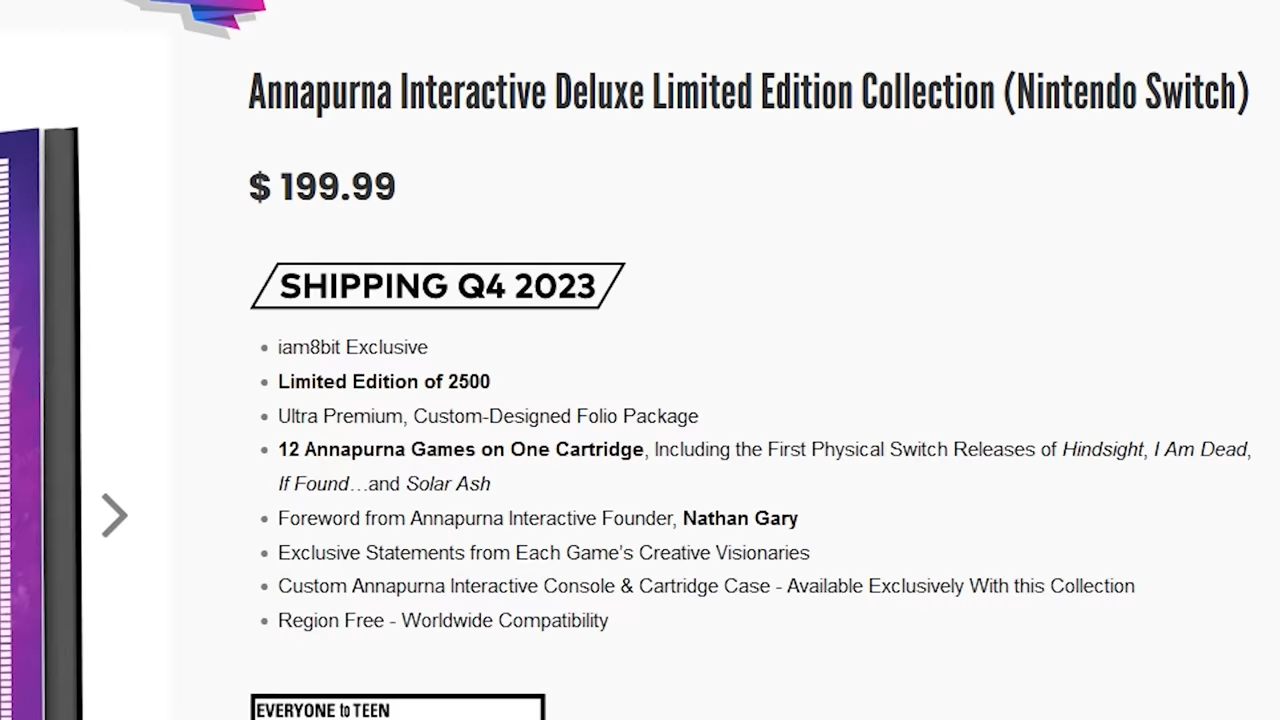 Annapurna Interactive Deluxe Limited Edition Collection (Nintendo Switch)
$ 199.99
SHIPPING Q4 2023
iam8bit Exclusive
Limited Edition of 2500
Ultra Premium, Custom-Designed Folio Package
12 Annapurna Games on One Cartridge, Including the First Physical Switch Releases of Hindsight, I Am Dead,
If Found…and Solar Ash
Foreword from Annapurna Interactive Founder, Nathan Gary
Exclusive Statements from Each Game’s Creative Visionaries
Custom Annapurna Interactive Console & Cartridge Case - Available Exclusively With this Collection
Region Free - Worldwide Compatibility
EVERYONE to TEEN